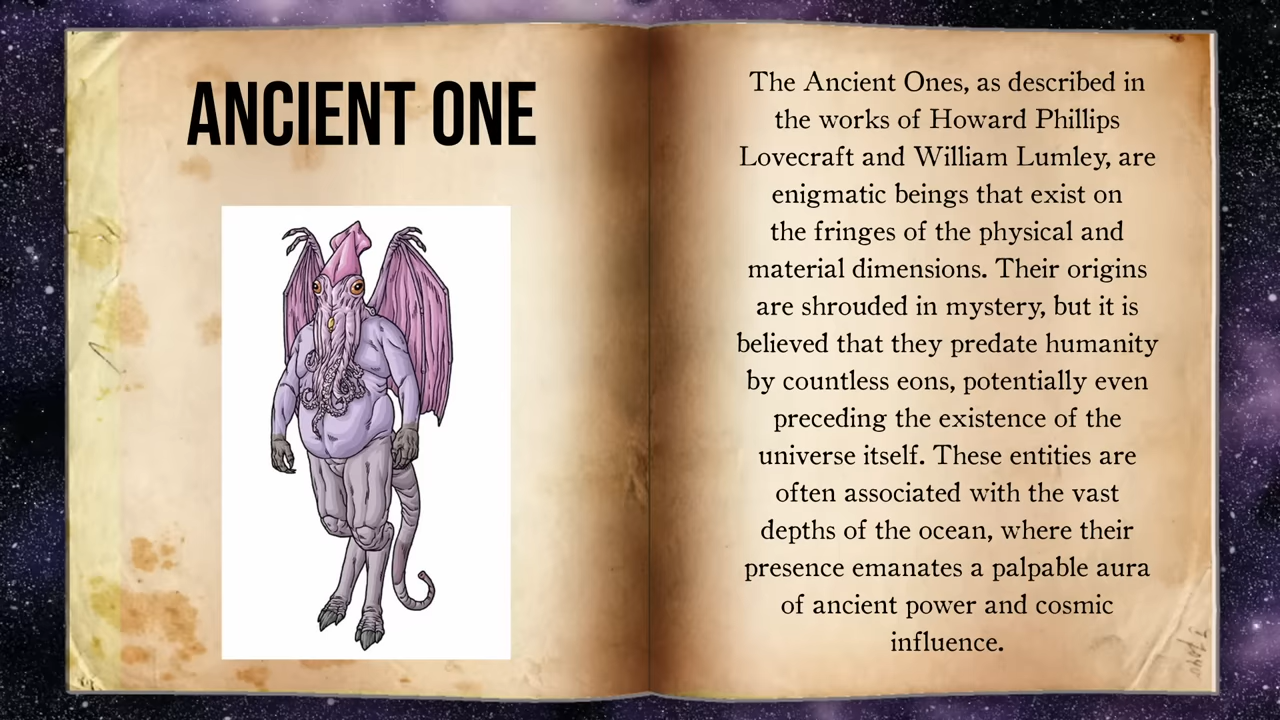 ANCIENT ONE
The Ancient Ones, as described in
the works of Howard Phillips
Lovecraft and William Lumley, are
enigmatic beings that exist on
the fringes of the physical and
material dimensions. Their origins
are shrouded in mystery, but it is
believed that they predate humanity
by countless eons, potentially even
preceding the existence of the
universe itself. These entities are
often associated with the vast
depths of the ocean, where their
presence emanates a palpable aura
of ancient power and cosmic
influence.